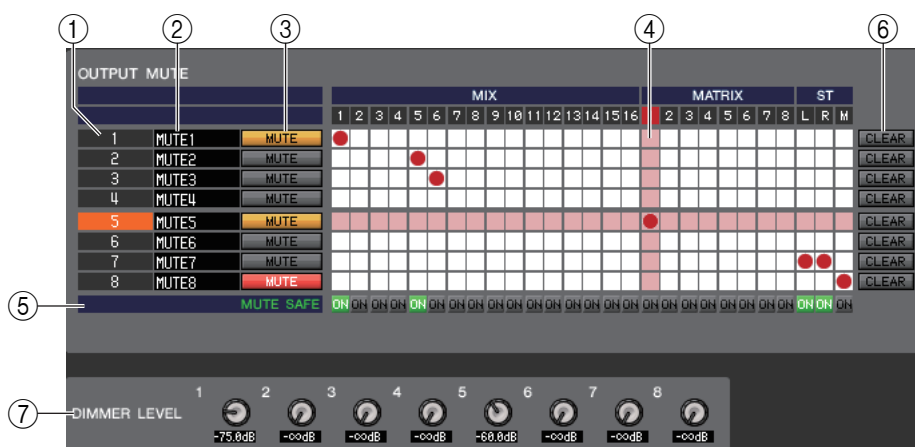 ① ② ③ ④ ⑥
OUTPUT MUTE
MIX MATRIX ST
1 2 3 4 5 6 7 8 9 10 11 12 13 14 15 16 2 3 4 5 6 7 8 L R M
1 MUTE1 MUTE CLEAR
2 MUTE2 MUTE CLEAR
3 MUTE3 MUTE CLEAR
4 MUTE4 MUTE CLEAR
5 MUTE5 MUTE CLEAR
6 MUTE6 MUTE CLEAR
7 MUTE7 MUTE CLEAR
8 MUTE8 MUTE CLEAR
⑤ MUTE SAFE ON ON ON ON ON ON ON ON ON ON ON ON ON ON ON ON ON ON ON ON ON ON ON ON ON ON ON
1 2 3 4 5 6 7 8
⑦ DIMMER LEVEL
-75.0dB -∞dB -∞dB -∞dB -60.0dB -∞dB -∞dB -∞dB